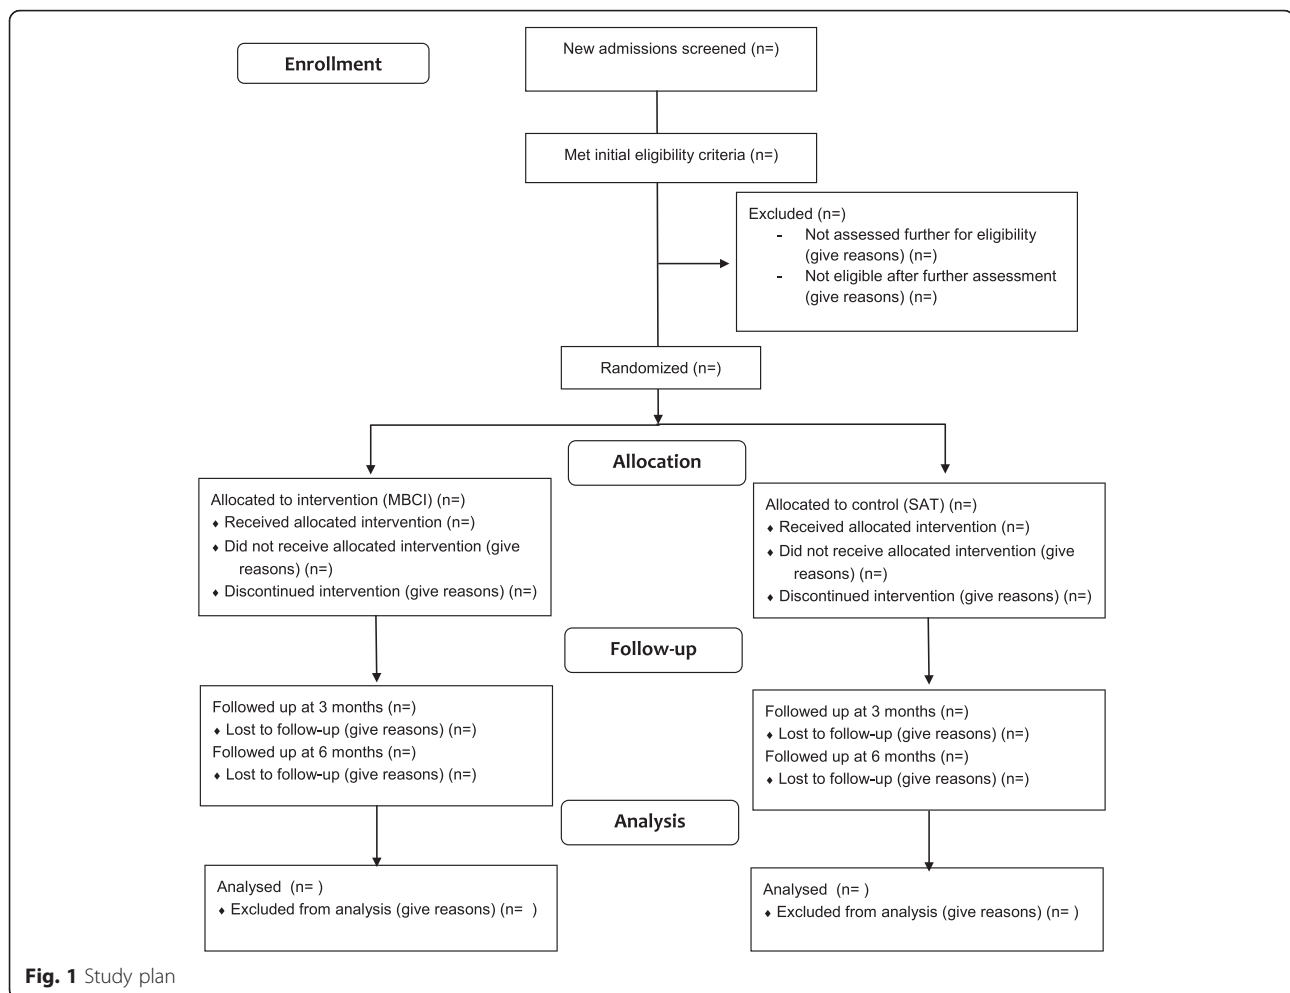 Enrollment
New admissions screened (n=)
Met initial eligibility criteria (n=)
Excluded (n=)
- Not assessed further for eligibility
(give reasons) (n=)
- Not eligible after further assessment
(give reasons) (n=)
Randomized (n=)
Allocation
Allocated to intervention (MBCI) (n=)
♦ Received allocated intervention (n=)
♦ Did not receive allocated intervention (give
reasons) (n=)
♦ Discontinued intervention (give reasons) (n=)
Allocated to control (SAT) (n=)
♦ Received allocated intervention (n=)
♦ Did not receive allocated intervention (give
reasons) (n=)
♦ Discontinued intervention (give reasons) (n=)
Follow-up
Followed up at 3 months (n=)
♦ Lost to follow-up (give reasons) (n=)
Followed up at 6 months (n=)
♦ Lost to follow-up (give reasons) (n=)
Followed up at 3 months (n=)
♦ Lost to follow-up (give reasons) (n=)
Followed up at 6 months (n=)
♦ Lost to follow-up (give reasons) (n=)
Analysis
Analysed (n= )
♦ Excluded from analysis (give reasons) (n= )
Analysed (n= )
♦ Excluded from analysis (give reasons) (n= )
Fig. 1 Study plan